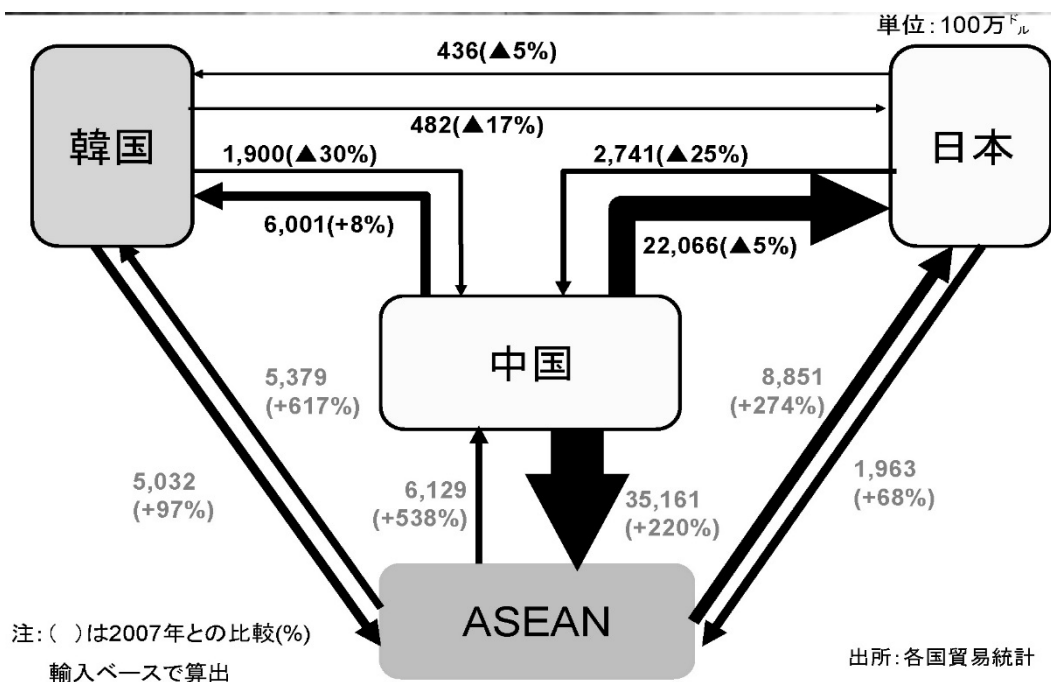 単位:100万ドル
436(▲5%)
482(▲17%)
韓国
日本
1,900(▲30%)
2,741(▲25%)
6,001(+8%)
22,066(▲5%)
中国
5,379
(+617%)
8,851
(+274%)
5,032
(+97%)
6,129
(+538%)
35,161
(+220%)
1,963
(+68%)
ASEAN
注:( )は2007年との比較(%)
輸入ベースで算出
出所:各国貿易統計